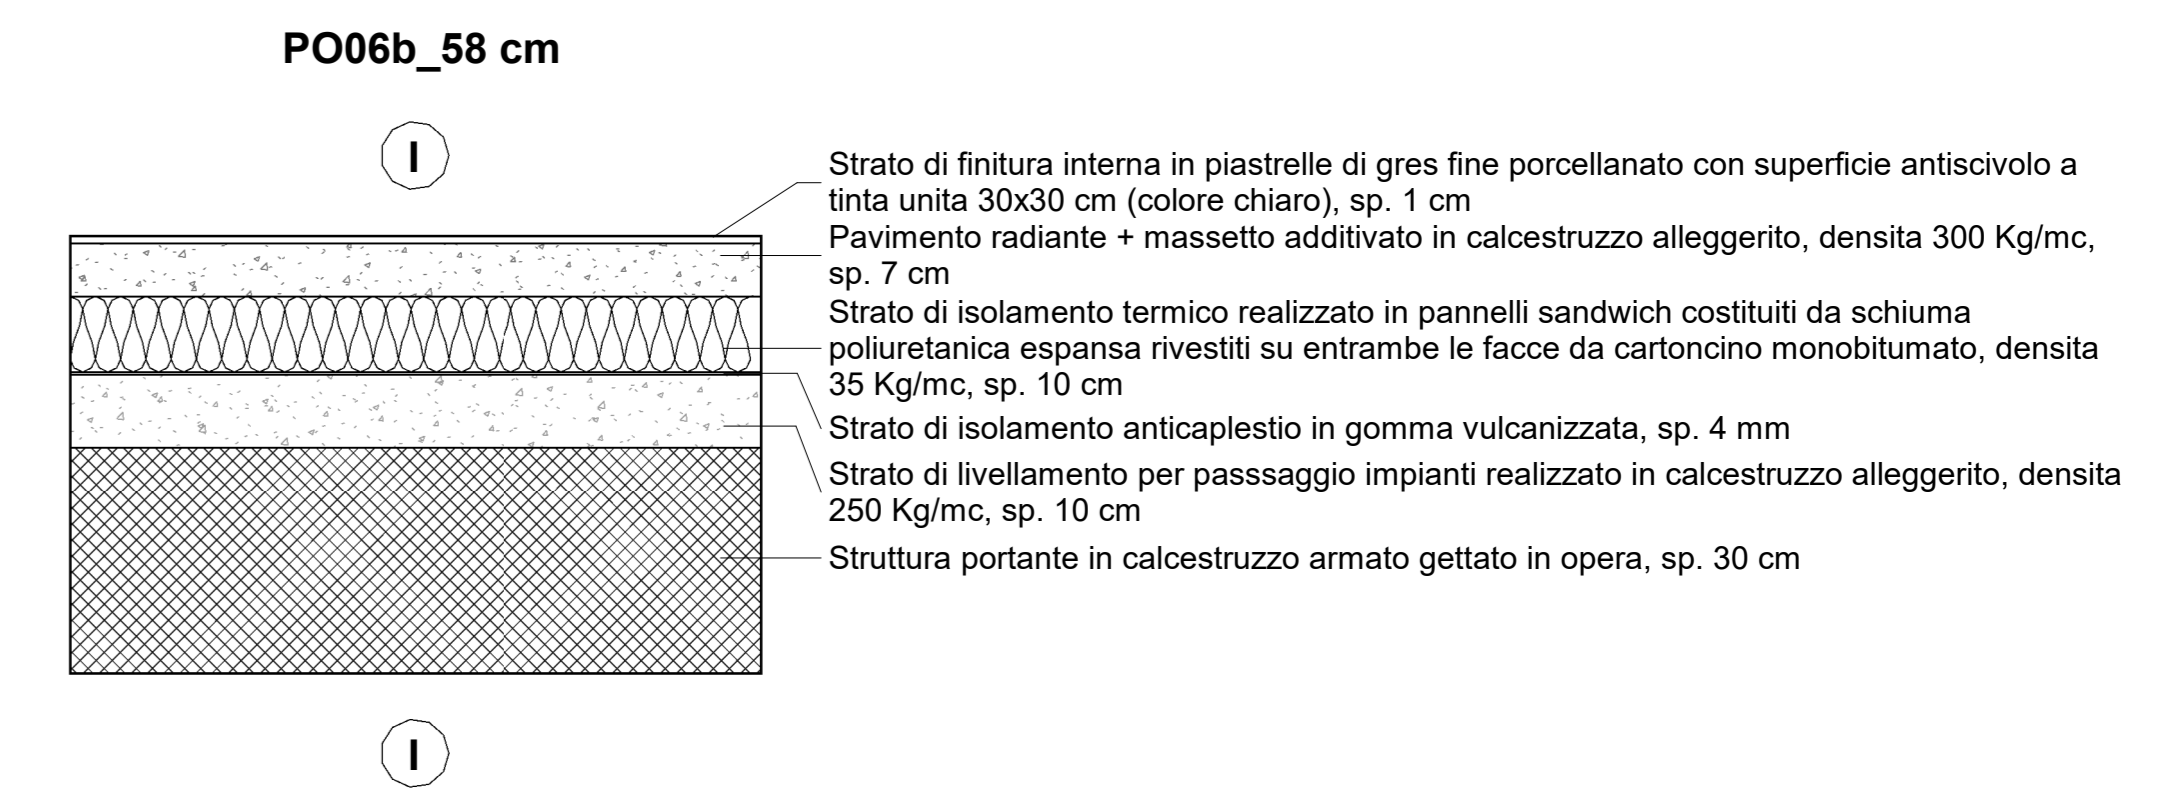 PO06b_58 cm
I
Strato di finitura interna in piastrelle di gres fine porcellanato con superficie antiscivolo a
tinta unita 30x30 cm (colore chiaro), sp. 1 cm
Pavimento radiante + massetto additivato in calcestruzzo alleggerito, densita 300 Kg/mc,
sp. 7 cm
Strato di isolamento termico realizzato in pannelli sandwich costituiti da schiuma
poliuretanica espansa rivestiti su entrambe le facce da cartoncino monobitumato, densita
35 Kg/mc, sp. 10 cm
Strato di isolamento anticaplestio in gomma vulcanizzata, sp. 4 mm
Strato di livellamento per passsaggio impianti realizzato in calcestruzzo alleggerito, densita
250 Kg/mc, sp. 10 cm
Struttura portante in calcestruzzo armato gettato in opera, sp. 30 cm
I